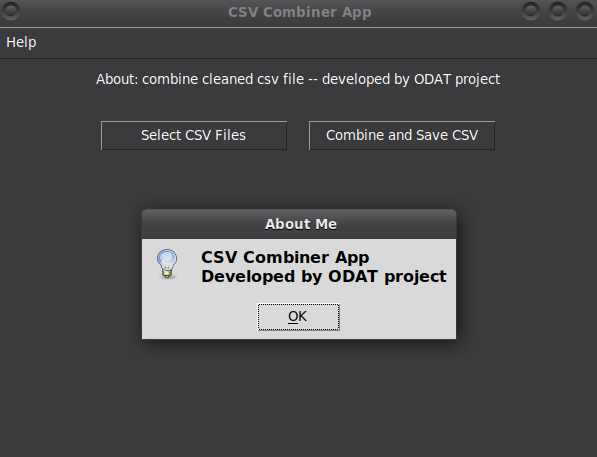 CSV Combiner App
Help
About: combine cleaned csv file -- developed by ODAT project
Select CSV Files
Combine and Save CSV
About Me
CSV Combiner App
Developed by ODAT project
OK